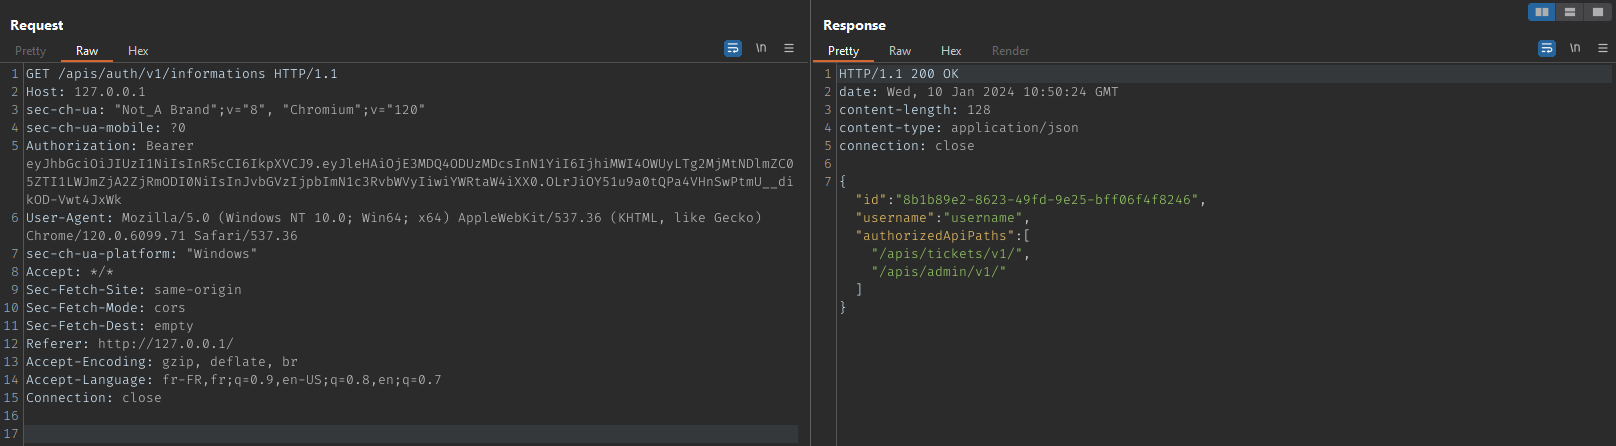 Request
Pretty Raw Hex \n
1 GET /apis/auth/v1/informations HTTP/1.1
2 Host: 127.0.0.1
3 sec-ch-ua: "Not_A Brand";v="8", "Chromium";v="120"
4 sec-ch-ua-mobile: ?0
5 Authorization: Bearer
eyJhbGciOiJIUzI1NiIsInR5cCI6IkpXVCJ9.eyJleHAiOjE3MDQ4ODUzMDcsInN1YiI6IjhiMWI4OWUyLTg2MjMtNDlmZC0
5ZTI1LWJmZjA2ZjRmODI0NiIsInJvbGVzIjpbImN1c3RvbWVyIiwiYWRtaW4iXX0.OLrJiOY51u9a0tQPa4VHnSwPtmU__di
kOD-Vwt4JxWk
6 User-Agent: Mozilla/5.0 (Windows NT 10.0; Win64; x64) AppleWebKit/537.36 (KHTML, like Gecko)
Chrome/120.0.6099.71 Safari/537.36
7 sec-ch-ua-platform: "Windows"
8 Accept: */*
9 Sec-Fetch-Site: same-origin
10 Sec-Fetch-Mode: cors
11 Sec-Fetch-Dest: empty
12 Referer: http://127.0.0.1/
13 Accept-Encoding: gzip, deflate, br
14 Accept-Language: fr-FR,fr;q=0.9,en-US;q=0.8,en;q=0.7
15 Connection: close
16
17
Response
Pretty Raw Hex Render \n
1 HTTP/1.1 200 OK
2 date: Wed, 10 Jan 2024 10:50:24 GMT
3 content-length: 128
4 content-type: application/json
5 connection: close
6
7 {
"id":"8b1b89e2-8623-49fd-9e25-bff06f4f8246",
"username":"username",
"authorizedApiPaths":[
"/apis/tickets/v1/",
"/apis/admin/v1/"
]
}